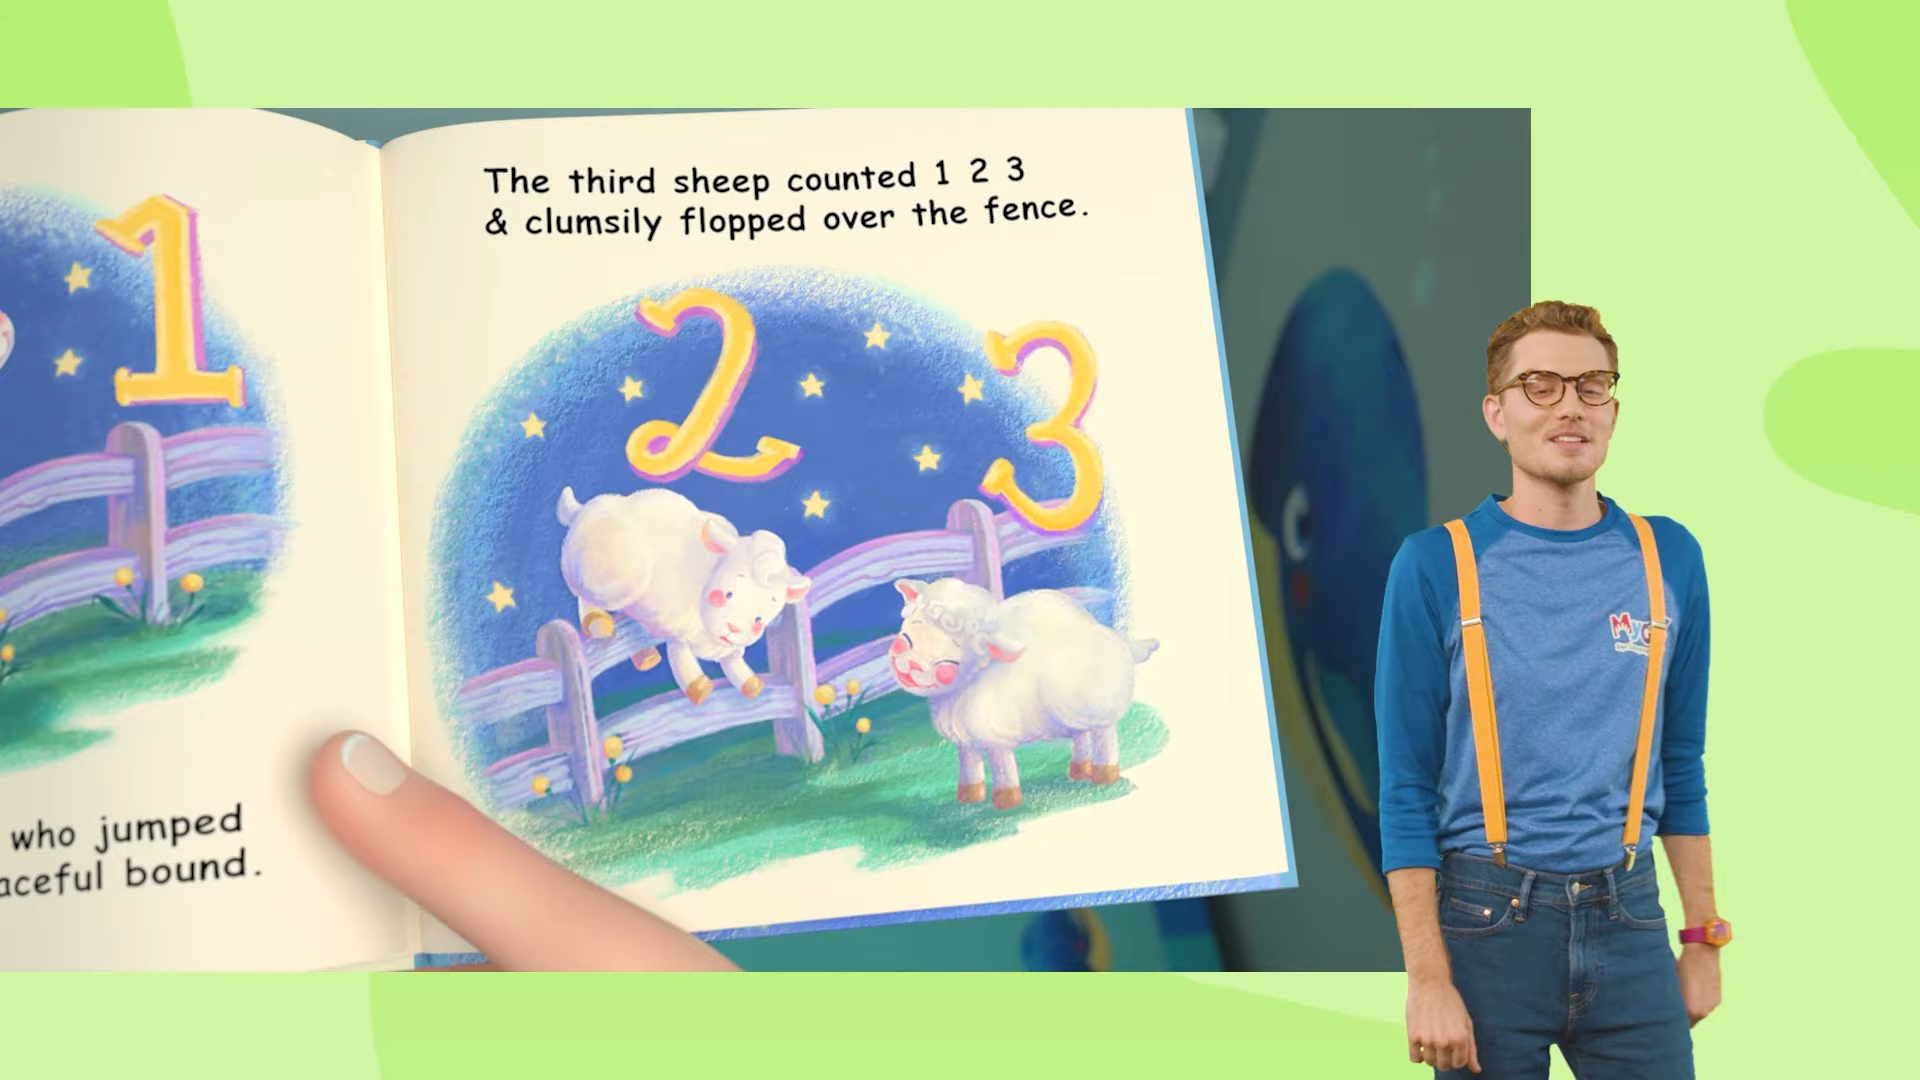 1
who jumped
aceful bound.
The third sheep counted 1 2 3
& clumsily flopped over the fence.
2
3